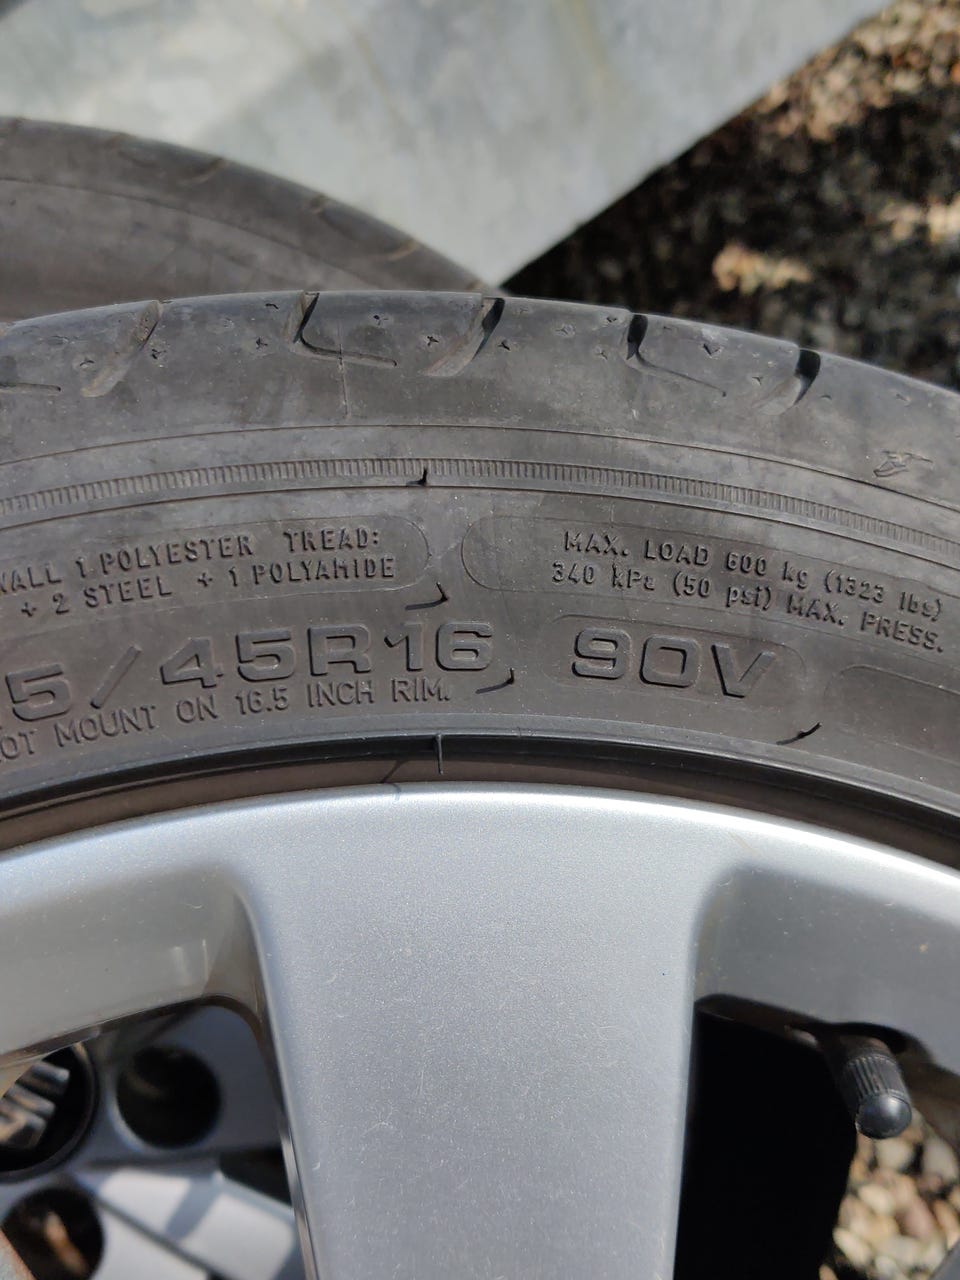 WALL 1 POLYESTER TREAD:
+ 2 STEEL + 1 POLYAMIDE
MAX. LOAD 600 kg (1323 lbs)
340 kPa (50 psi) MAX. PRESS.
5/45R16 90V
MOUNT ON 16.5 INCH RIM.